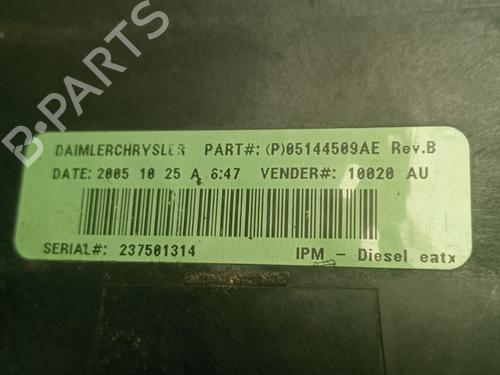 DAIMLERCHRYSLER PART#: (P)05144509AE Rev.B
DATE: 2005 10 25 A 6:47 VENDER#: 10020 AU
SERIAL#: 237501314 IPM - Diesel eatx
B-PARTS